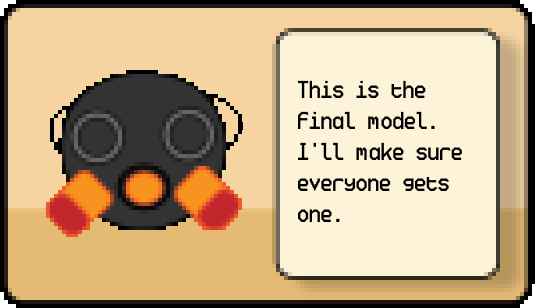 This is the
final model.
I'll make sure
everyone gets
one.